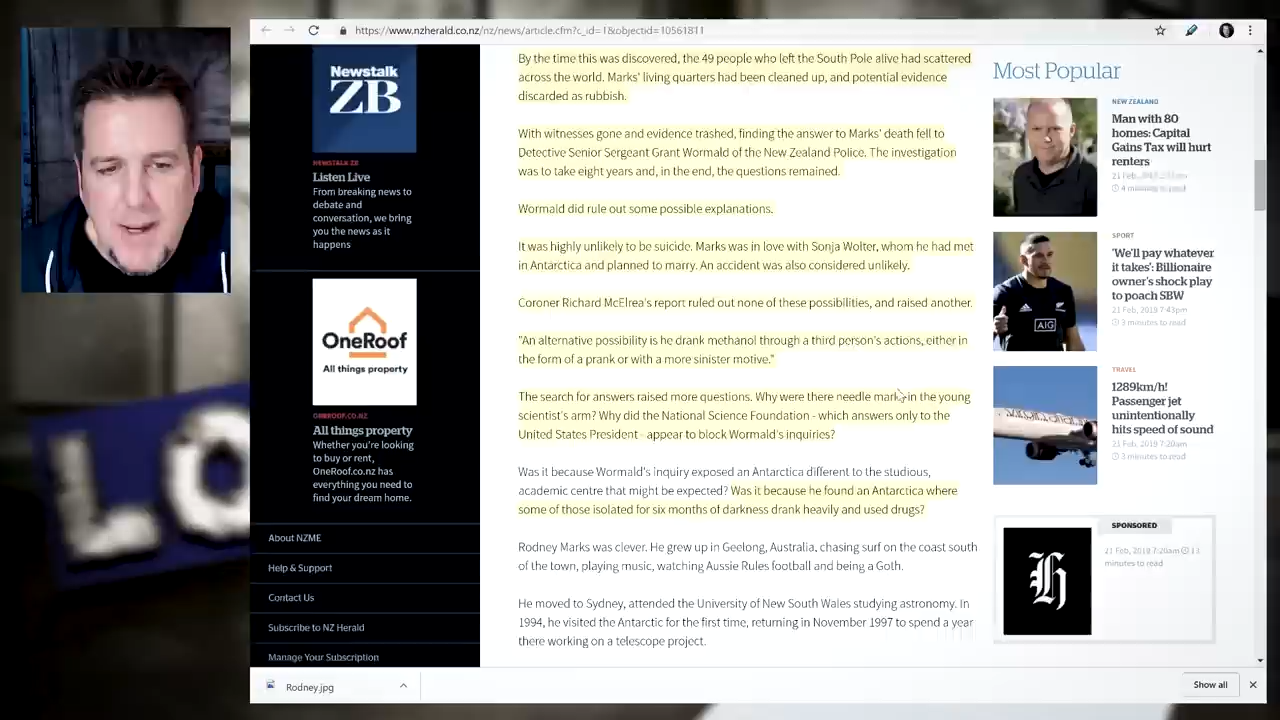 https://www.nzherald.co.nz/nz/news/article.cfm?c_id=1&objectid=10561811
Newstalk
ZB
NEWSTALK ZB
Listen Live
From breaking news to
debate and
conversation, we bring
you the news as it
happens
OneRoof
All things property
ONEROOF.CO.NZ
All things property
Whether you're looking
to buy or rent,
OneRoof.co.nz has
everything you need to
find your dream home.
About NZME
Help & Support
Contact Us
Subscribe to NZ Herald
Manage Your Subscription
By the time this was discovered, the 49 people who left the South Pole alive had scattered
across the world. Marks' living quarters had been cleaned up, and potential evidence
discarded as rubbish.
With witnesses gone and evidence trashed, finding the answer to Marks' death fell to
Detective Senior Sergeant Grant Wormald of the New Zealand Police. The investigation
was to take eight years and, in the end, the questions remained.
Wormald did rule out some possible explanations.
It was highly unlikely to be suicide. Marks was in love with Sonja Wolter, whom he had met
in Antarctica and planned to marry. An accident was also considered unlikely.
Coroner Richard McElrea's report ruled out none of these possibilities, and raised another.
"An alternative possibility is he drank methanol through a third person's actions, either in
the form of a prank or with a more sinister motive."
The search for answers raised more questions. Why were there needle marks in the young
scientist's arm? Why did the National Science Foundation - which answers only to the
United States President - appear to block Wormald's inquiries?
Was it because Wormald's inquiry exposed an Antarctica different to the studious,
academic centre that might be expected? Was it because he found an Antarctica where
some of those isolated for six months of darkness drank heavily and used drugs?
Rodney Marks was clever. He grew up in Geelong, Australia, chasing surf on the coast south
of the town, playing music, watching Aussie Rules football and being a Goth.
He moved to Sydney, attended the University of New South Wales studying astronomy. In
1994, he visited the Antarctic for the first time, returning in November 1997 to spend a year
there working on a telescope project.
Most Popular
NEW ZEALAND
Man with 80
homes: Capital
Gains Tax will hurt
renters
21 Feb,
4 minutes to read
SPORT
'We'll pay whatever
it takes': Billionaire
owner's shock play
to poach SBW
21 Feb, 2019 7:43pm
3 minutes to read
AIG
TRAVEL
1289km/h!
Passenger jet
unintentionally
hits speed of sound
21 Feb, 2019 7:20am
3 minutes to read
SPONSORED
minutes to read
Rodney.jpg
Show all
LO